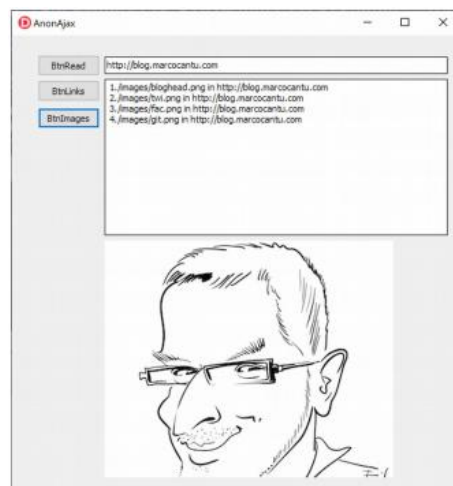 AnonAjax
BtnRead
http://blog.marcocantu.com
BtnLinks
BtnImages
1./images/bloghead.png in http://blog.marcocantu.com
2./images/twi.png in http://blog.marcocantu.com
3./images/fac.png in http://blog.marcocantu.com
4./images/git.png in http://blog.marcocantu.com